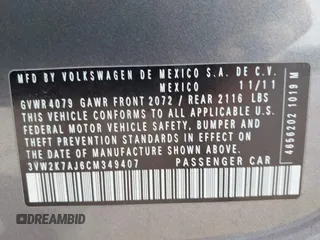 MFD BY VOLKSWAGEN DE MEXICO S.A. DE C.V.
MEXICO 11/11
GVWR 4079 GAWR FRONT 2072 / REAR 2116 LBS
THIS VEHICLE CONFORMS TO ALL APPLICABLE
FEDERAL MOTOR VEHICLE SAFETY, BUMPER AND
THEFT PREVENTION STANDARDS IN EFFECT ON
THE DATE OF MANUFACTURE SHOWN ABOVE
3VW2K7AJ6CM349407 PASSENGER CAR
4656202 1019 M
DREAMBID